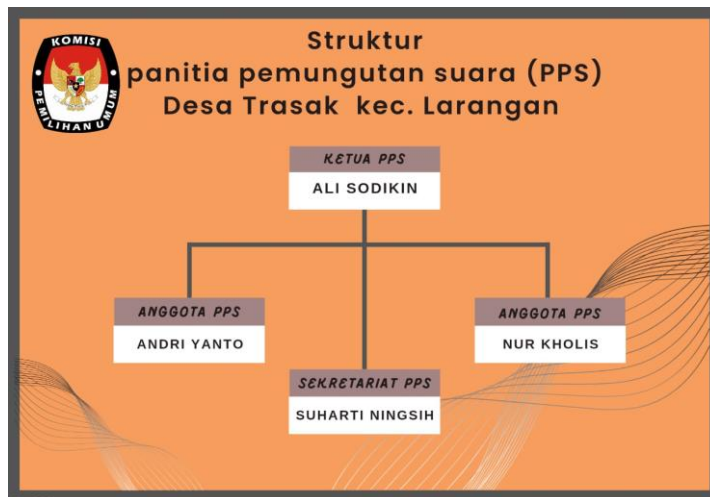 KOMISI
PEMILIHAN UMUM
Struktur
panitia pemungutan suara (PPS)
Desa Trasak kec. Larangan
KETUA PPS
ALI SODIKIN
ANGGOTA PPS
ANDRI YANTO
ANGGOTA PPS
NUR KHOLIS
SEKRETARIAT PPS
SUHARTI NINGSIH